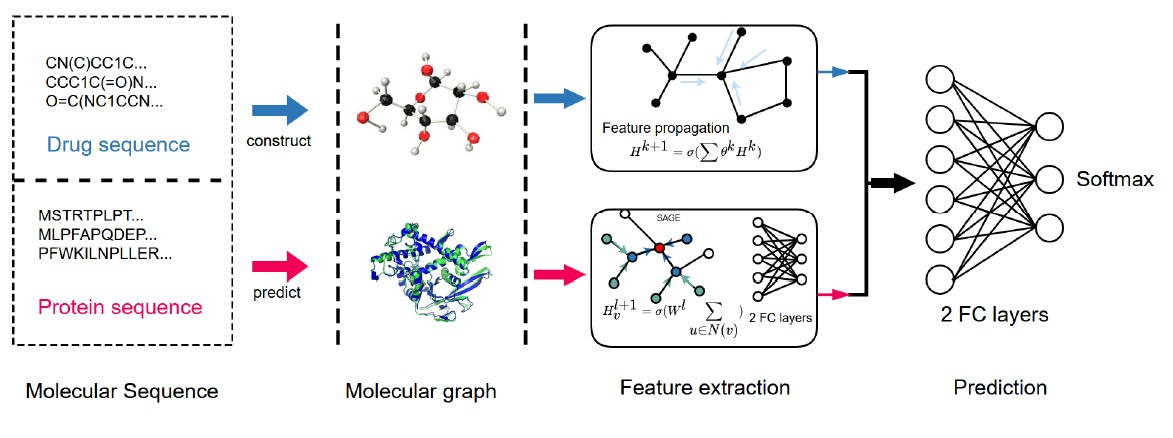 CN(C)CC1C...
CCC1C(=O)N...
O=C(NC1CCN...
Drug sequence
MSTRTPLPT...
MLPFAPQDEP...
PFWKILNPLLER...
Protein sequence
Molecular Sequence
construct
predict
Molecular graph
Feature propagation
H^{k+1} = σ(∑ θ^k H^k)
SAGE
H_v^{l+1} = σ(W^l ∑_{u∈N(v)} )
2 FC layers
Feature extraction
Softmax
2 FC layers
Prediction